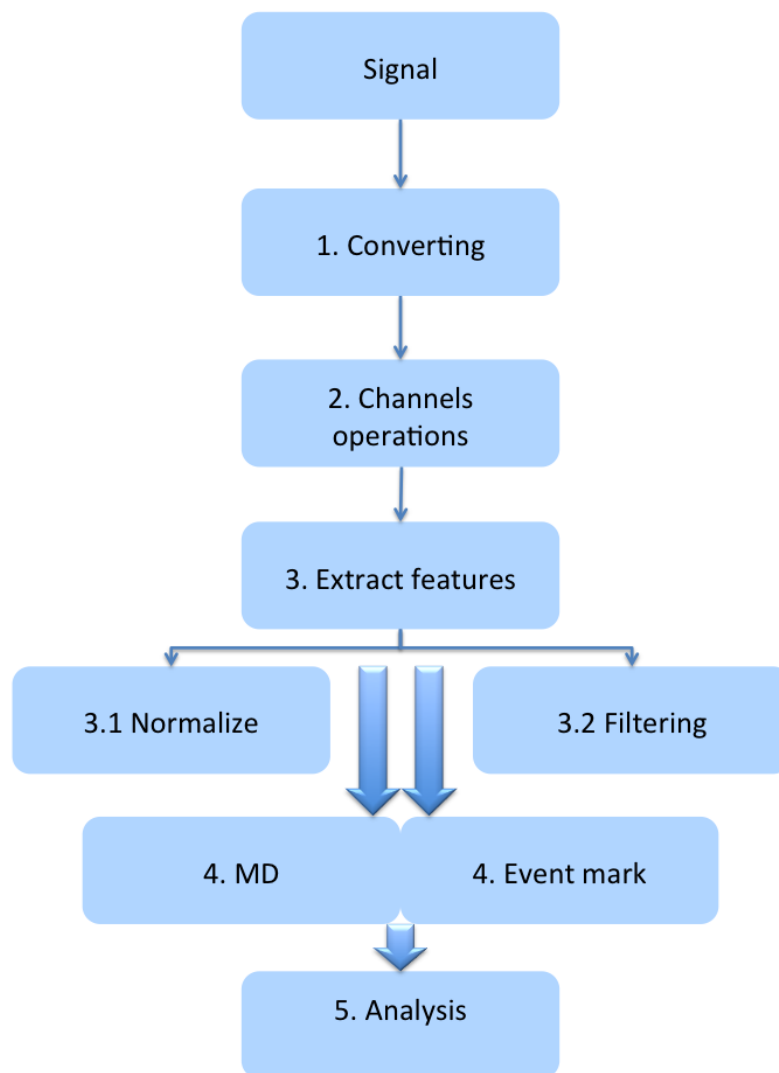 Signal
1. Converting
2. Channels
operations
3. Extract features
3.1 Normalize
3.2 Filtering
4. MD
4. Event mark
5. Analysis